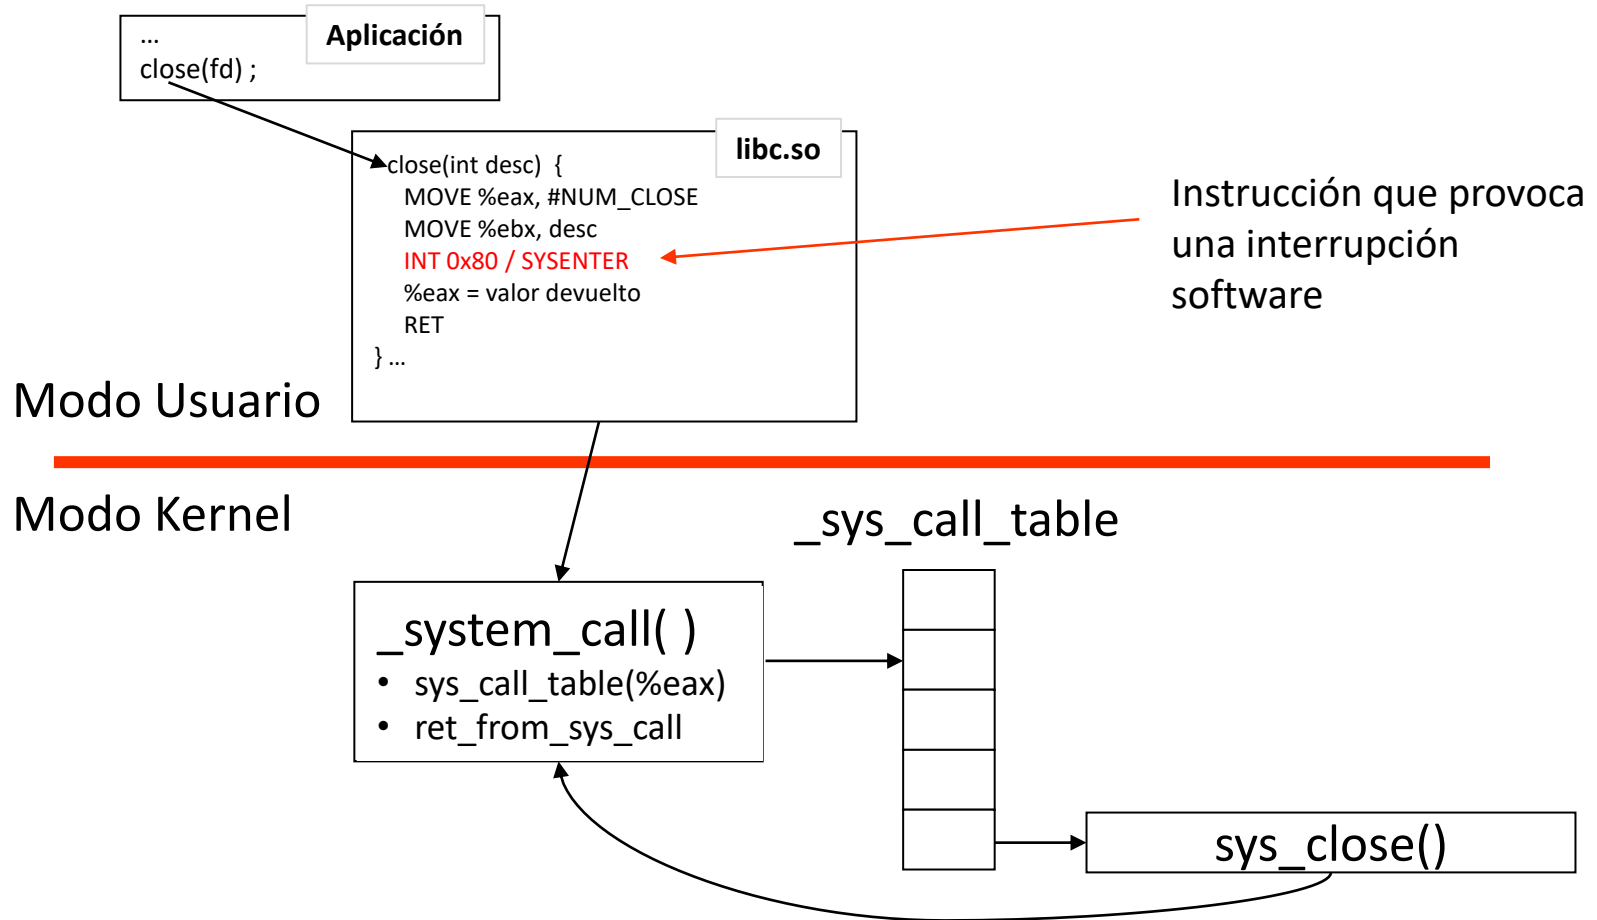 ...
Aplicación
close(fd) ;
libc.so
close(int desc) {
MOVE %eax, #NUM_CLOSE
MOVE %ebx, desc
INT 0x80 / SYSENTER
%eax = valor devuelto
RET
} ...
Instrucción que provoca
una interrupción
software
Modo Usuario
Modo Kernel
_sys_call_table
_system_call( )
• sys_call_table(%eax)
• ret_from_sys_call
sys_close()